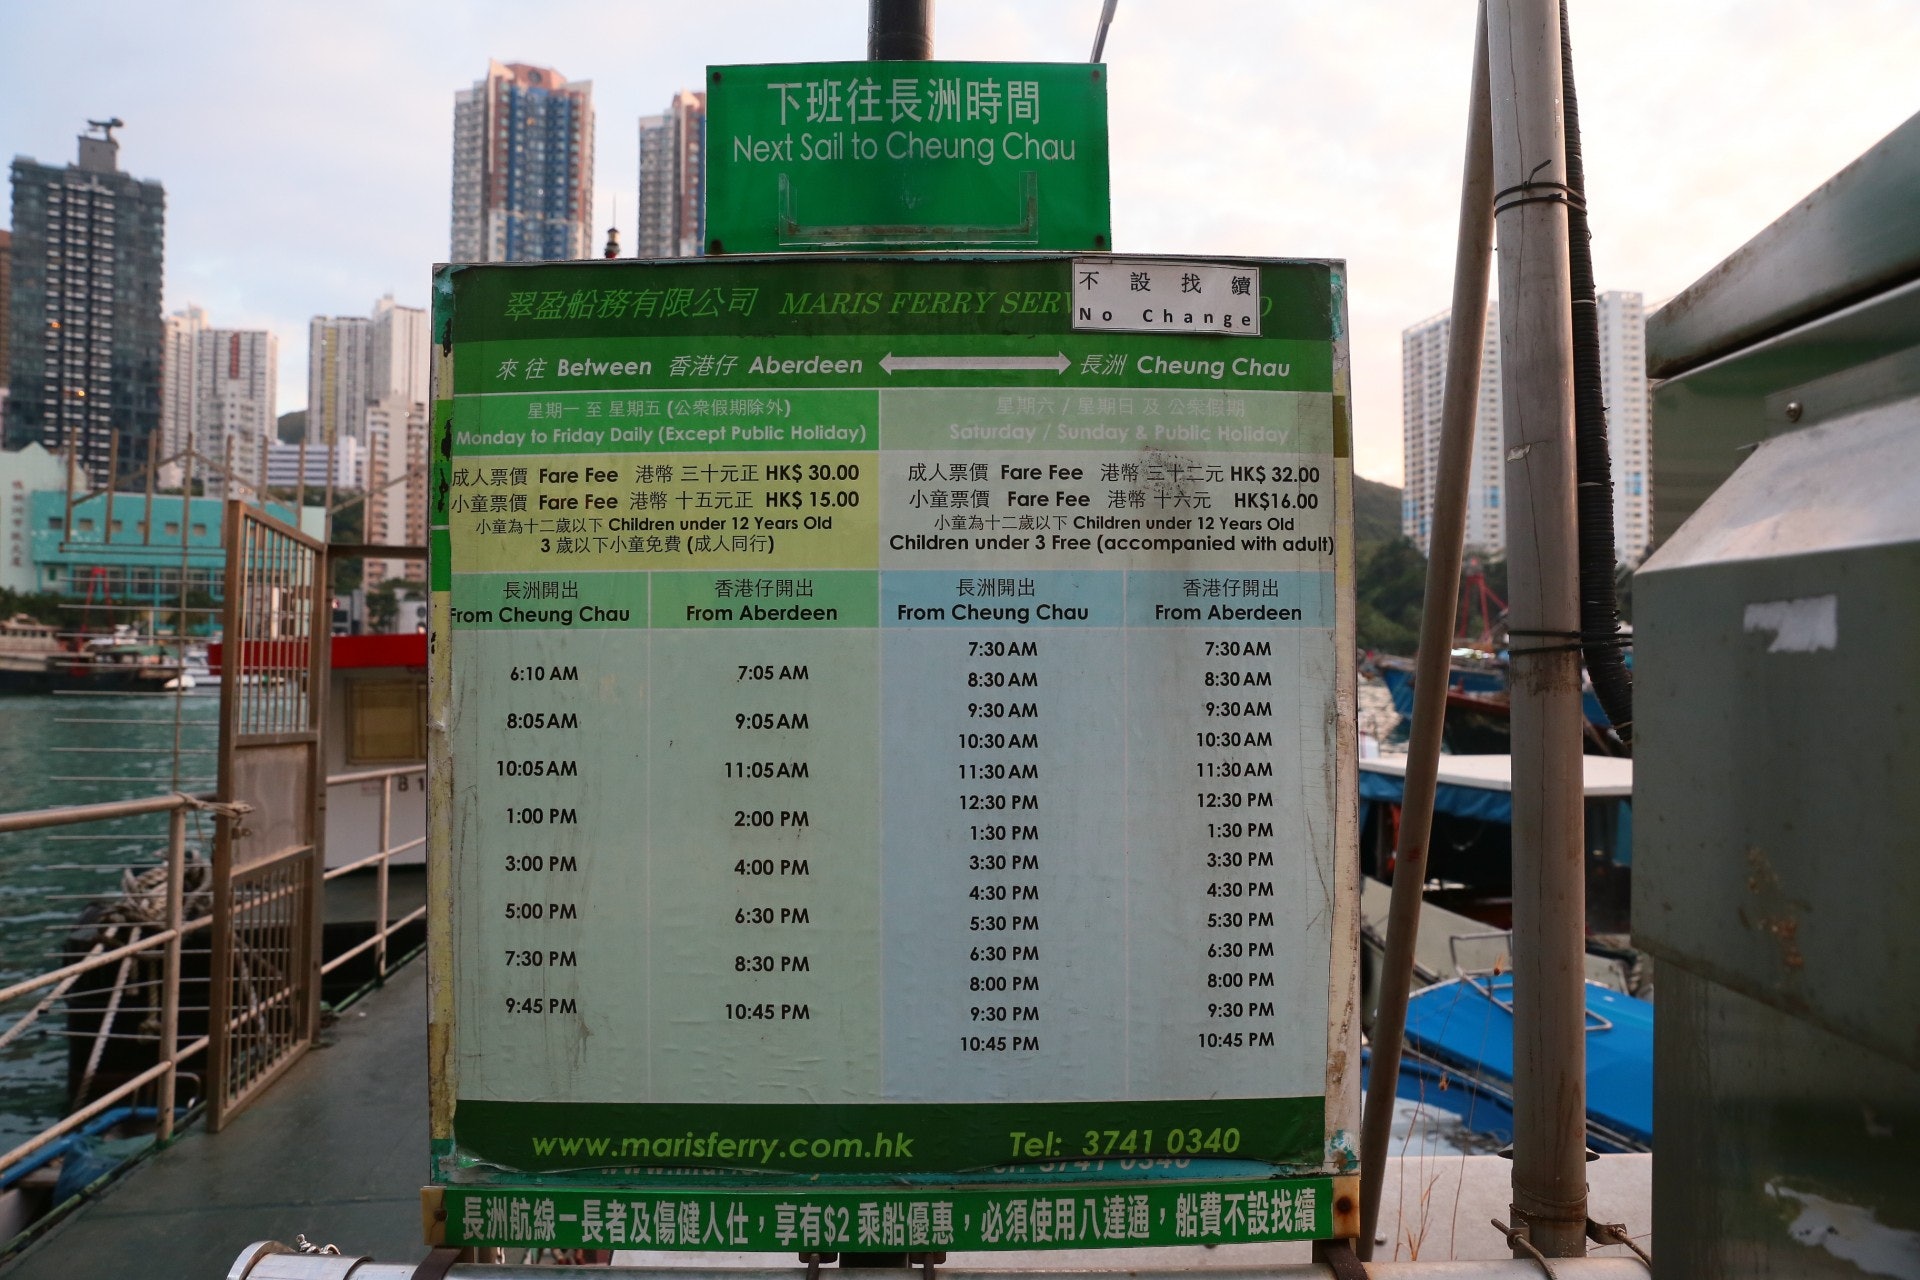 下班往長洲時間
Next Sail to Cheung Chau
不設找續
No Change
翠盈船務有限公司 MARIS FERRY SERV
來往 Between 香港仔 Aberdeen 長洲 Cheung Chau
星期一 至 星期五 (公眾假期除外)
Monday to Friday Daily (Except Public Holiday)
星期六 / 星期日 及 公眾假期
Saturday / Sunday & Public Holiday
成人票價 Fare Fee 港幣 三十元正 HK$ 30.00
小童票價 Fare Fee 港幣 十五元正 HK$ 15.00
小童為十二歲以下 Children under 12 Years Old
3 歲以下小童免費 (成人同行)
成人票價 Fare Fee 港幣 三十二元 HK$ 32.00
小童票價 Fare Fee 港幣 十六元 HK$16.00
小童為十二歲以下 Children under 12 Years Old
Children under 3 Free (accompanied with adult)
長洲開出
From Cheung Chau
6:10 AM
8:05 AM
10:05 AM
1:00 PM
3:00 PM
5:00 PM
7:30 PM
9:45 PM
香港仔開出
From Aberdeen
7:05 AM
9:05 AM
11:05 AM
2:00 PM
4:00 PM
6:30 PM
8:30 PM
10:45 PM
長洲開出
From Cheung Chau
7:30 AM
8:30 AM
9:30 AM
10:30 AM
11:30 AM
12:30 PM
1:30 PM
3:30 PM
4:30 PM
5:30 PM
6:30 PM
8:00 PM
9:30 PM
10:45 PM
香港仔開出
From Aberdeen
7:30 AM
8:30 AM
9:30 AM
10:30 AM
11:30 AM
12:30 PM
1:30 PM
3:30 PM
4:30 PM
5:30 PM
6:30 PM
8:00 PM
9:30 PM
10:45 PM
www.marisferry.com.hk Tel: 3741 0340
長洲航線－長者及傷健人仕，享有$2 乘船優惠，必須使用八達通，船費不設找續